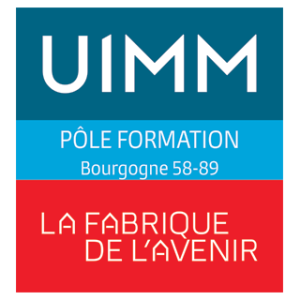 UIMM
PÔLE FORMATION
Bourgogne 58-89
LA FABRIQUE
DE L'AVENIR